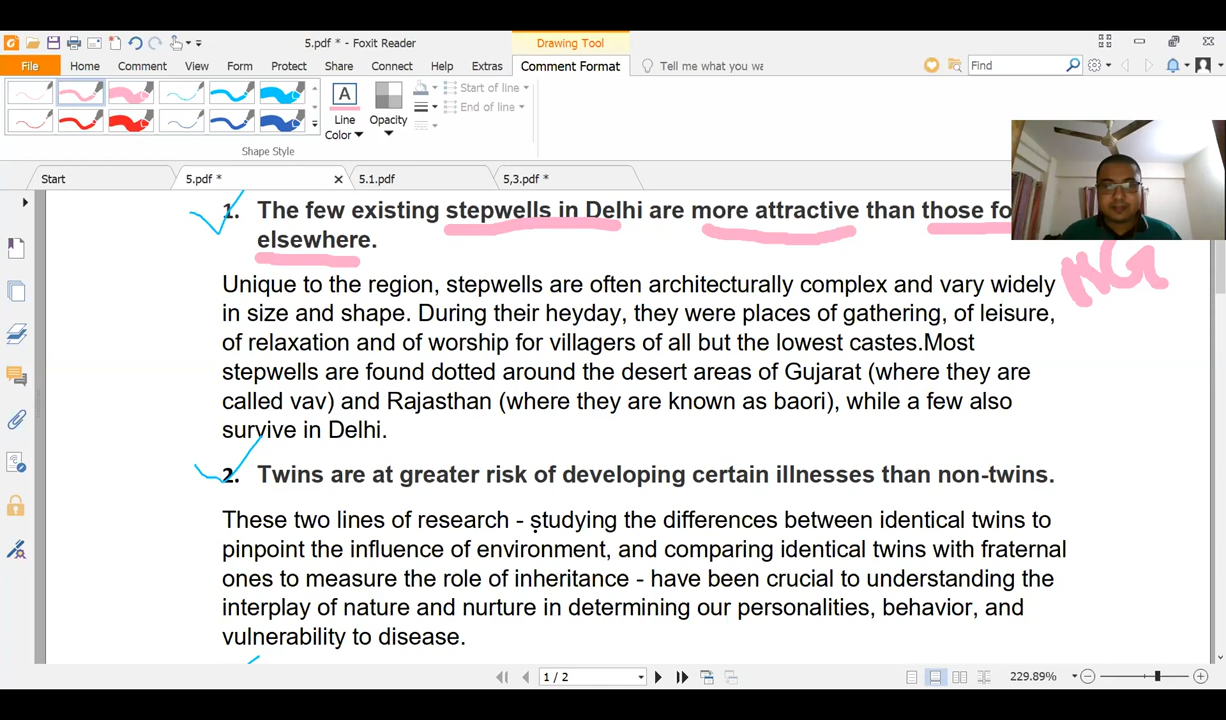 5.pdf * - Foxit Reader
Drawing Tool
File Home Comment View Form Protect Share Connect Help Extras Comment Format Tell me what you wa Find
Start of line
End of line
Line
Color
Opacity
Shape Style
Start 5.pdf * 5.1.pdf 5,3.pdf *
1. The few existing stepwells in Delhi are more attractive than those fo
elsewhere.
NG
Unique to the region, stepwells are often architecturally complex and vary widely
in size and shape. During their heyday, they were places of gathering, of leisure,
of relaxation and of worship for villagers of all but the lowest castes.Most
stepwells are found dotted around the desert areas of Gujarat (where they are
called vav) and Rajasthan (where they are known as baori), while a few also
survive in Delhi.
2. Twins are at greater risk of developing certain illnesses than non-twins.
These two lines of research - studying the differences between identical twins to
pinpoint the influence of environment, and comparing identical twins with fraternal
ones to measure the role of inheritance - have been crucial to understanding the
interplay of nature and nurture in determining our personalities, behavior, and
vulnerability to disease.
1 / 2
229.89%